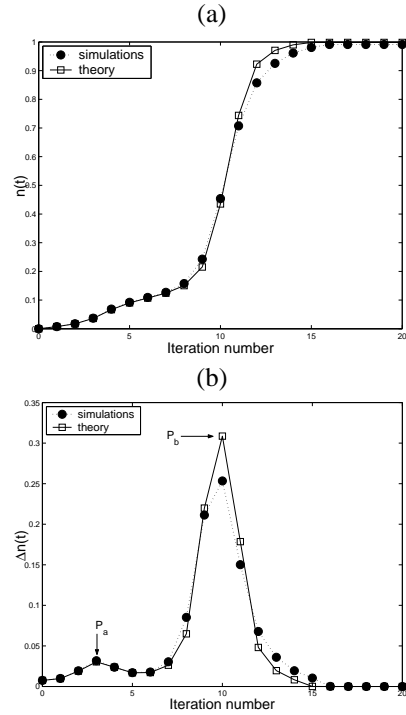 (a)
simulations
theory
1
0.9
0.8
0.7
0.6
0.5
0.4
0.3
0.2
0.1
0
n(t)
0 5 10 15 20
Iteration number
(b)
simulations
theory
0.35
0.3
0.25
0.2
0.15
0.1
0.05
0
Δn(t)
P_b
P_a
0 5 10 15 20
Iteration number